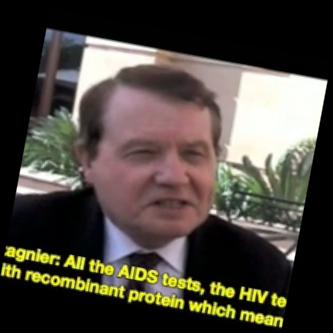 agnier: All the AIDS tests, the HIV te
ith recombinant protein which mean